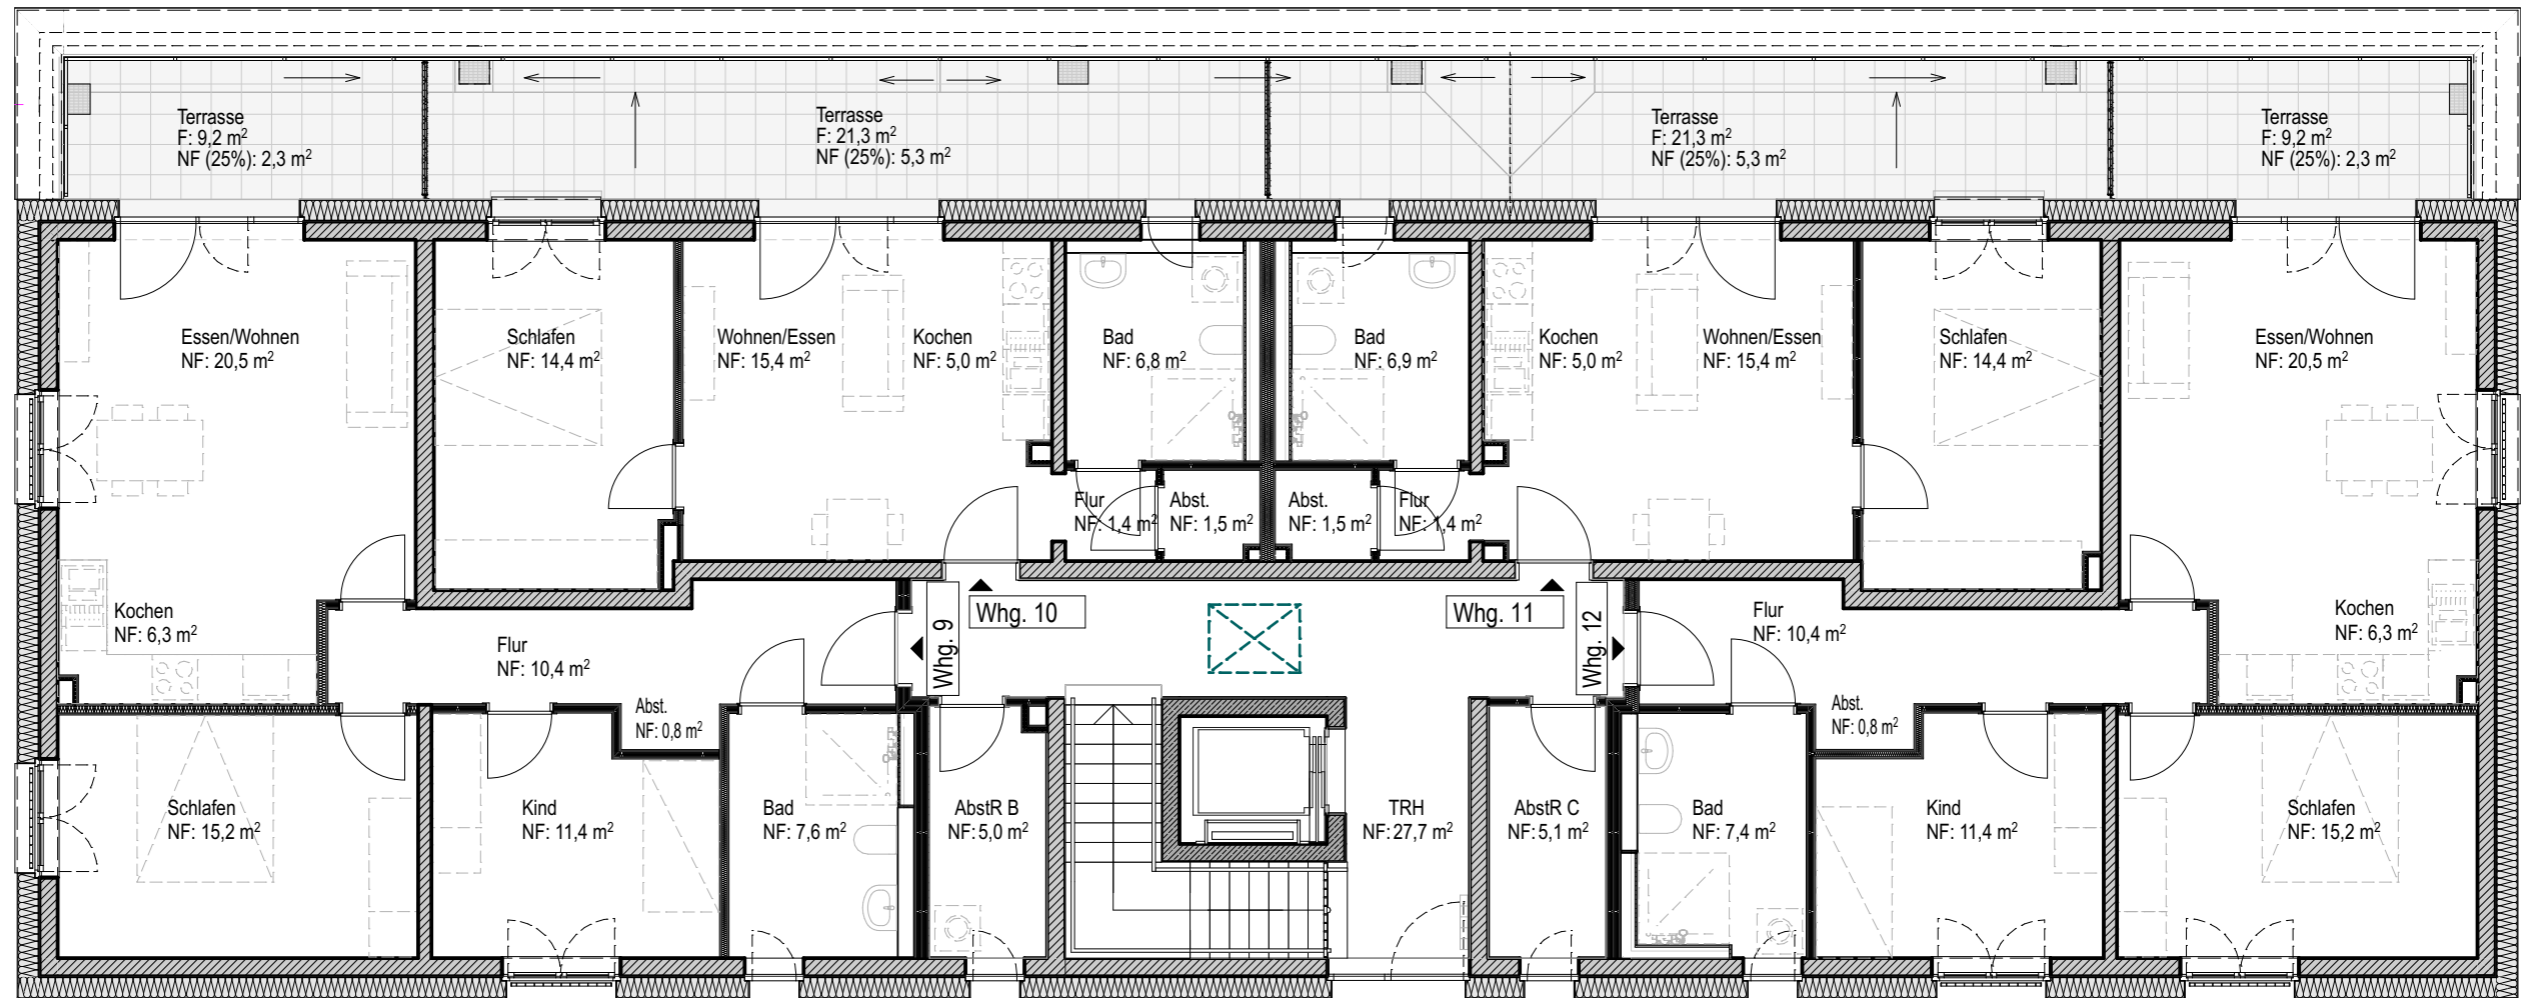 Terrasse
F: 9,2 m²
NF (25%): 2,3 m²
Terrasse
F: 21,3 m²
NF (25%): 5,3 m²
Terrasse
F: 21,3 m²
NF (25%): 5,3 m²
Terrasse
F: 9,2 m²
NF (25%): 2,3 m²
Essen/Wohnen
NF: 20,5 m²
Schlafen
NF: 14,4 m²
Wohnen/Essen
NF: 15,4 m²
Kochen
NF: 5,0 m²
Bad
NF: 6,8 m²
Bad
NF: 6,9 m²
Kochen
NF: 5,0 m²
Wohnen/Essen
NF: 15,4 m²
Schlafen
NF: 14,4 m²
Essen/Wohnen
NF: 20,5 m²
Flur
NF: 1,4 m²
Abst.
NF: 1,5 m²
Abst.
NF: 1,5 m²
Flur
NF: 1,4 m²
Kochen
NF: 6,3 m²
Flur
NF: 10,4 m²
Abst.
NF: 0,8 m²
Whg. 9
Whg. 10
Whg. 11
Whg. 12
Flur
NF: 10,4 m²
Abst.
NF: 0,8 m²
Kochen
NF: 6,3 m²
Schlafen
NF: 15,2 m²
Kind
NF: 11,4 m²
Bad
NF: 7,6 m²
AbstR B
NF: 5,0 m²
TRH
NF: 27,7 m²
AbstR C
NF: 5,1 m²
Bad
NF: 7,4 m²
Kind
NF: 11,4 m²
Schlafen
NF: 15,2 m²